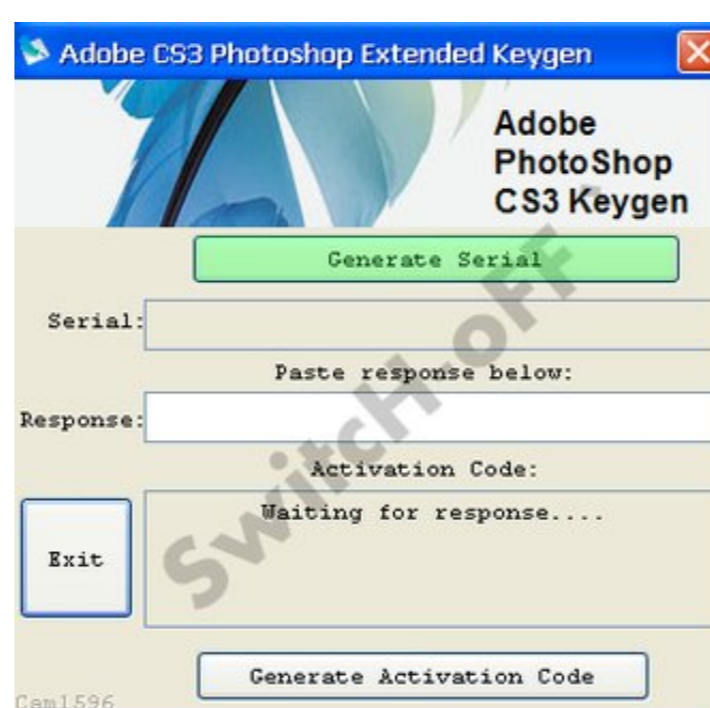 Adobe CS3 Photoshop Extended Keygen
Adobe
PhotoShop
CS3 Keygen
Generate Serial
Serial:
Paste response below:
Response:
Activation Code:
Waiting for response....
Exit
Generate Activation Code
Cam1596
SwitcH-oFF